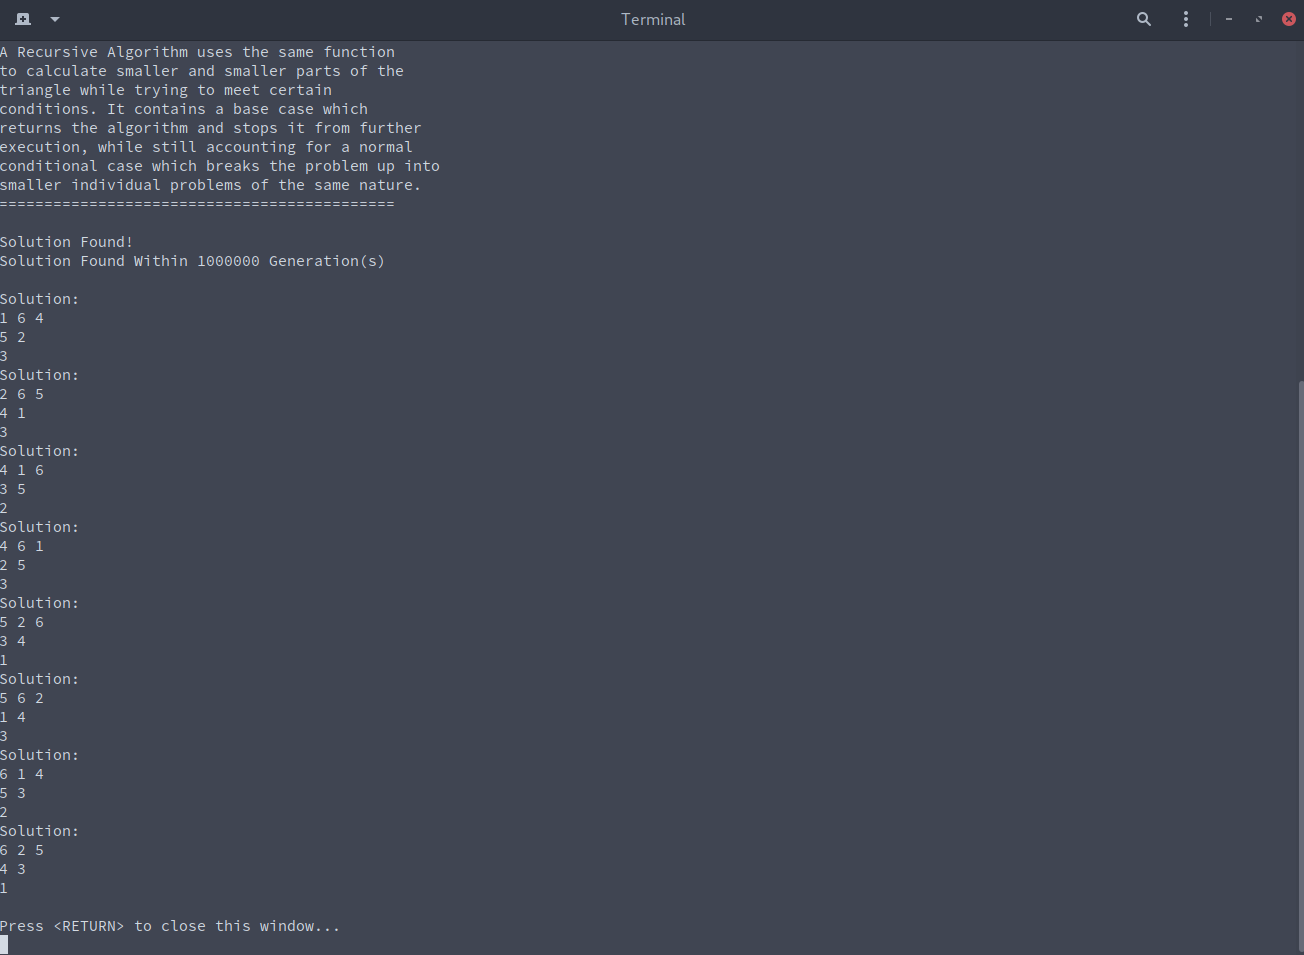 Terminal
A Recursive Algorithm uses the same function
to calculate smaller and smaller parts of the
triangle while trying to meet certain
conditions. It contains a base case which
returns the algorithm and stops it from further
execution, while still accounting for a normal
conditional case which breaks the problem up into
smaller individual problems of the same nature.
============================================
Solution Found!
Solution Found Within 1000000 Generation(s)
Solution:
1 6 4
5 2
3
Solution:
2 6 5
4 1
3
Solution:
4 1 6
3 5
2
Solution:
4 6 1
2 5
3
Solution:
5 2 6
3 4
1
Solution:
5 6 2
1 4
3
Solution:
6 1 4
5 3
2
Solution:
6 2 5
4 3
1
Press <RETURN> to close this window...